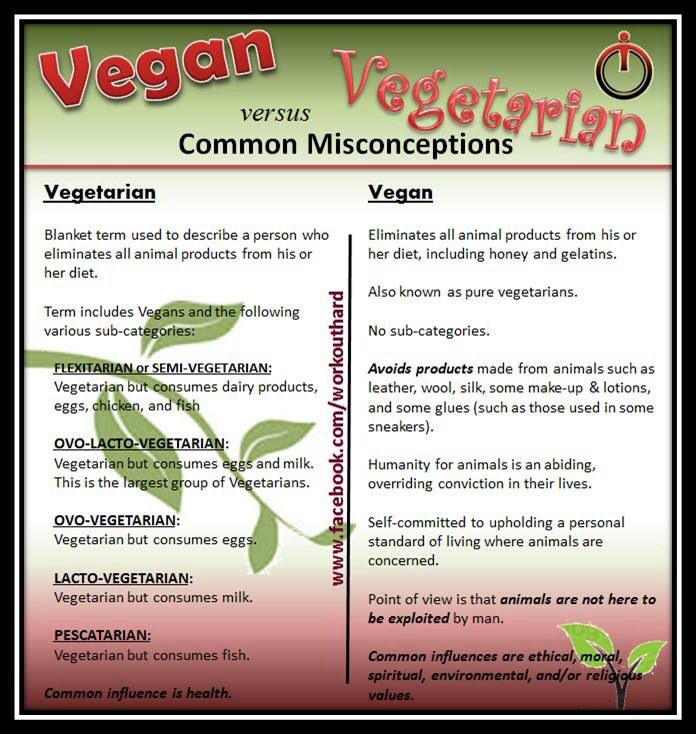 Vegan
versus
Vegetarian
Common Misconceptions
Vegetarian
Blanket term used to describe a person who
eliminates all animal products from his or
her diet.
Term includes Vegans and the following
various sub-categories:
FLEXITARIAN or SEMI-VEGETARIAN:
Vegetarian but consumes dairy products,
eggs, chicken, and fish
OVO-LACTO-VEGETARIAN:
Vegetarian but consumes eggs and milk.
This is the largest group of Vegetarians.
OVO-VEGETARIAN:
Vegetarian but consumes eggs.
LACTO-VEGETARIAN:
Vegetarian but consumes milk.
PESCATARIAN:
Vegetarian but consumes fish.
Common influence is health.
www.facebook.com/workouthard
Vegan
Eliminates all animal products from his or
her diet, including honey and gelatins.
Also known as pure vegetarians.
No sub-categories.
Avoids products made from animals such as
leather, wool, silk, some make-up & lotions,
and some glues (such as those used in some
sneakers).
Humanity for animals is an abiding,
overriding conviction in their lives.
Self-committed to upholding a personal
standard of living where animals are
concerned.
Point of view is that animals are not here to
be exploited by man.
Common influences are ethical, moral,
spiritual, environmental, and/or religious
values.